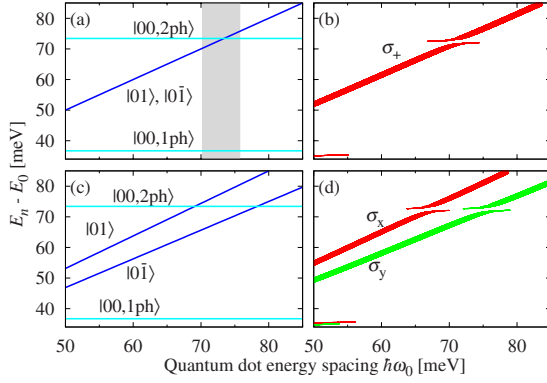 80
70
60
50
40
(a)
|00,2ph⟩
|01⟩, |01̄⟩
|00,1ph⟩
(b)
σ+
80
70
60
50
40
(c)
|00,2ph⟩
|01⟩
|01̄⟩
|00,1ph⟩
(d)
σx
σy
En - E0 [meV]
50 60 70 80
50 60 70 80
Quantum dot energy spacing ℏω0 [meV]